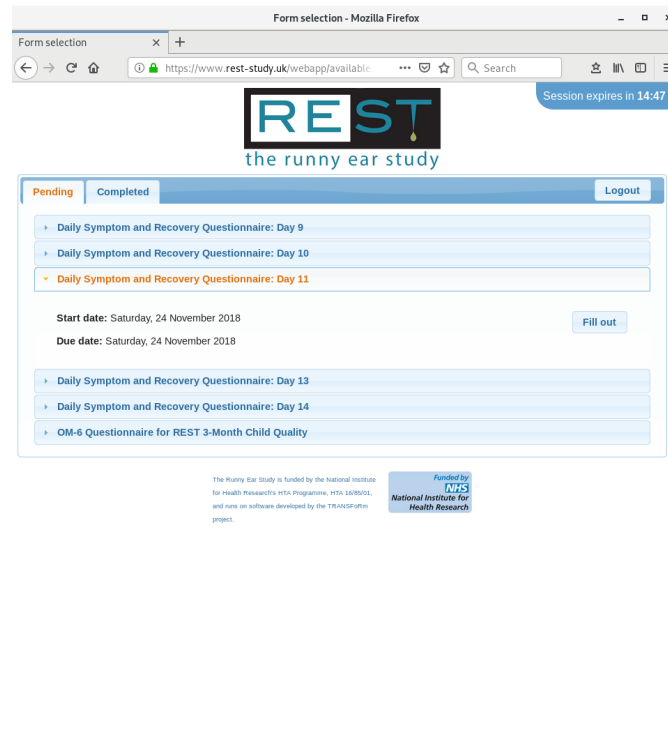 Form selection - Mozilla Firefox
Form selection
https://www.rest-study.uk/webapp/available
Search
Session expires in 14:47
REST
the runny ear study
Pending
Completed
Logout
Daily Symptom and Recovery Questionnaire: Day 9
Daily Symptom and Recovery Questionnaire: Day 10
Daily Symptom and Recovery Questionnaire: Day 11
Start date: Saturday, 24 November 2018
Fill out
Due date: Saturday, 24 November 2018
Daily Symptom and Recovery Questionnaire: Day 13
Daily Symptom and Recovery Questionnaire: Day 14
OM-6 Questionnaire for REST 3-Month Child Quality
The Runny Ear Study is funded by the National Institute
for Health Research's HTA Programme, HTA 16/85/01,
and runs on software developed by the TRANSFoRm
project.
Funded by
NHS
National Institute for
Health Research